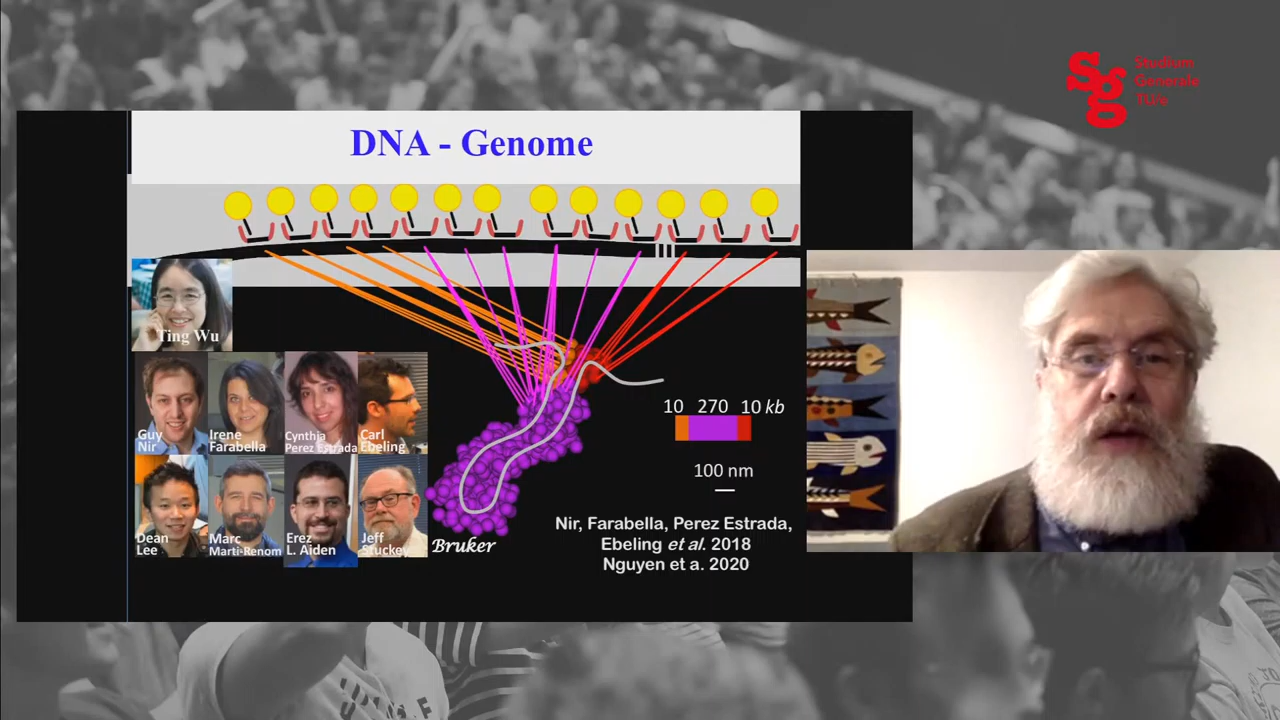 Sg
Studium
Generale
TU/e
DNA - Genome
Ting Wu
Guy
Nir
Irene
Farabella
Cynthia
Perez Estrada
Carl
Ebeling
Dean
Lee
Marc
Marti-Renom
Erez
L. Aiden
Jeff
Stuckey
Bruker
10 270 10 kb
100 nm
Nir, Farabella, Perez Estrada,
Ebeling et al. 2018
Nguyen et a. 2020